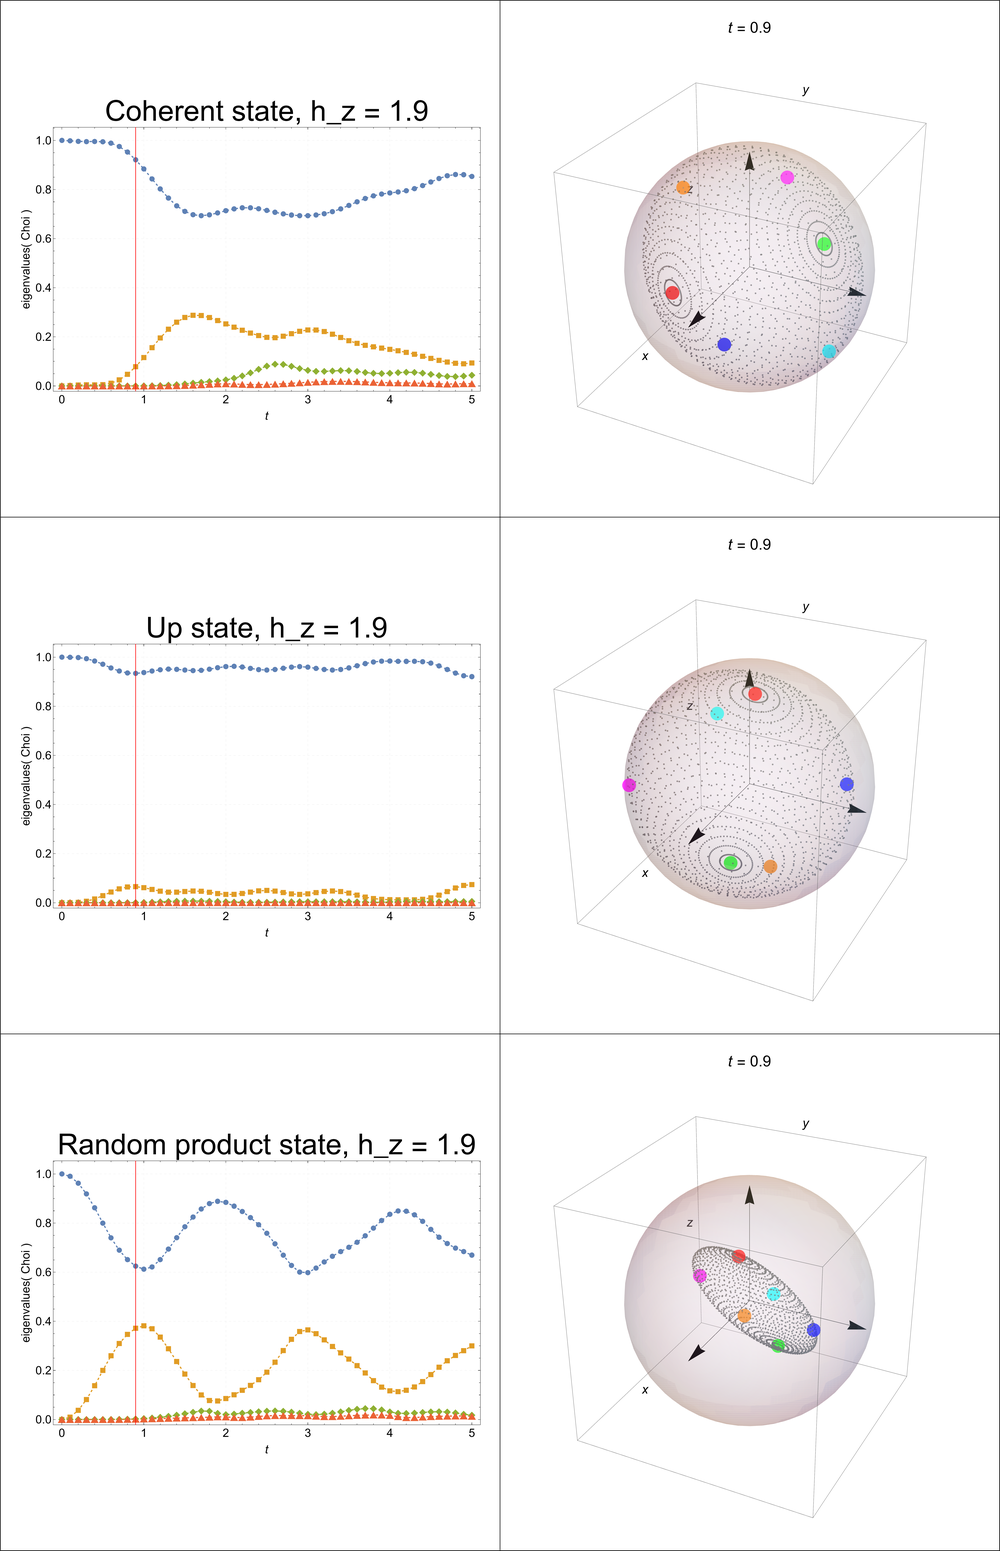 Coherent state, h_z = 1.9
eigenvalues( Choi )
1.0
0.8
0.6
0.4
0.2
0.0
0 1 2 3 4 5
t
t = 0.9
y
z
x
Up state, h_z = 1.9
eigenvalues( Choi )
1.0
0.8
0.6
0.4
0.2
0.0
0 1 2 3 4 5
t
t = 0.9
y
z
x
Random product state, h_z = 1.9
eigenvalues( Choi )
1.0
0.8
0.6
0.4
0.2
0.0
0 1 2 3 4 5
t
t = 0.9
y
z
x